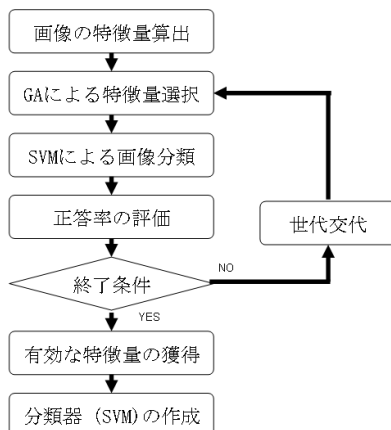 画像の特徴量算出
GAによる特徴量選択
SVMによる画像分類
正答率の評価
世代交代
終了条件
NO
YES
有効な特徴量の獲得
分類器 (SVM)の作成